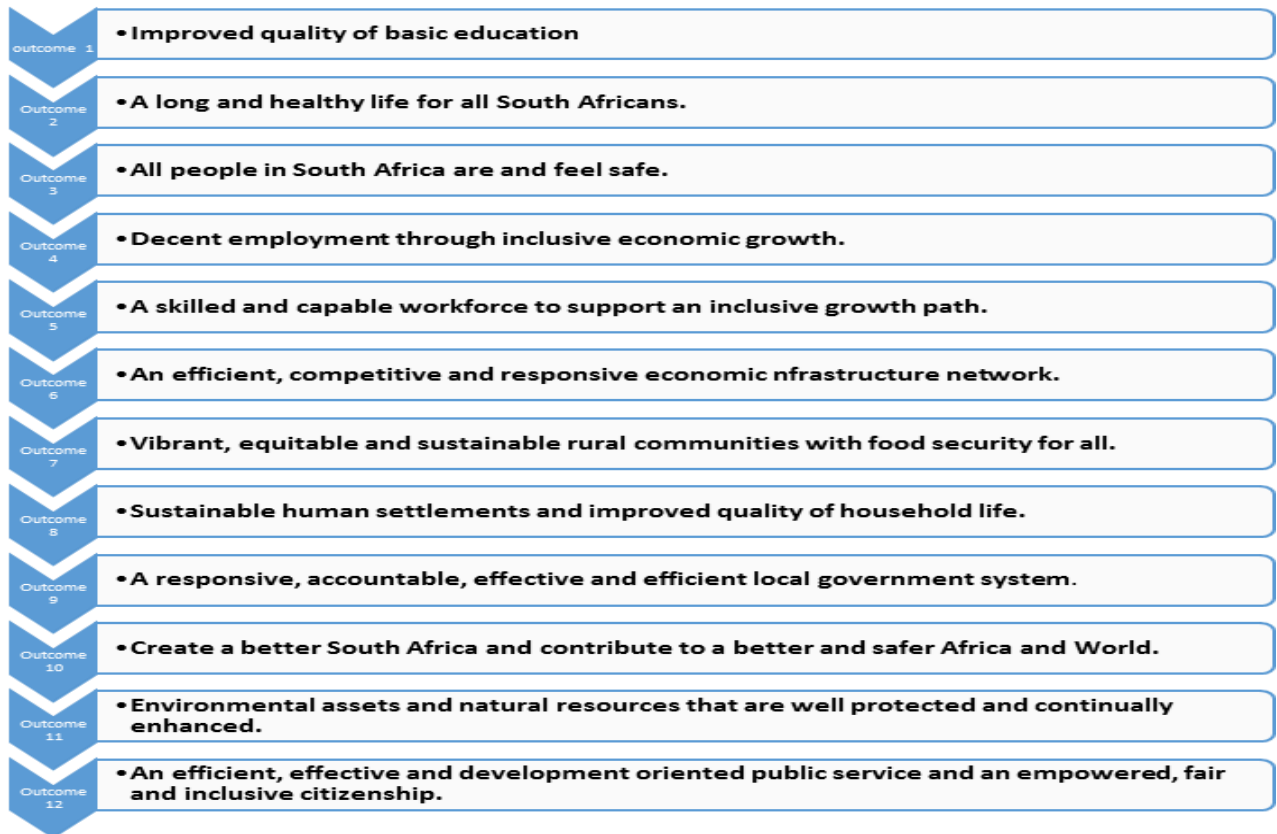 outcome 1
•Improved quality of basic education
Outcome
2
•A long and healthy life for all South Africans.
Outcome
3
•All people in South Africa are and feel safe.
Outcome
4
•Decent employment through inclusive economic growth.
Outcome
5
•A skilled and capable workforce to support an inclusive growth path.
Outcome
6
•An efficient, competitive and responsive economic nfrastructure network.
Outcome
7
•Vibrant, equitable and sustainable rural communities with food security for all.
Outcome
8
•Sustainable human settlements and improved quality of household life.
Outcome
9
•A responsive, accountable, effective and efficient local government system.
Outcome
10
•Create a better South Africa and contribute to a better and safer Africa and World.
Outcome
11
•Environmental assets and natural resources that are well protected and continually
enhanced.
Outcome
12
•An efficient, effective and development oriented public service and an empowered, fair
and inclusive citizenship.